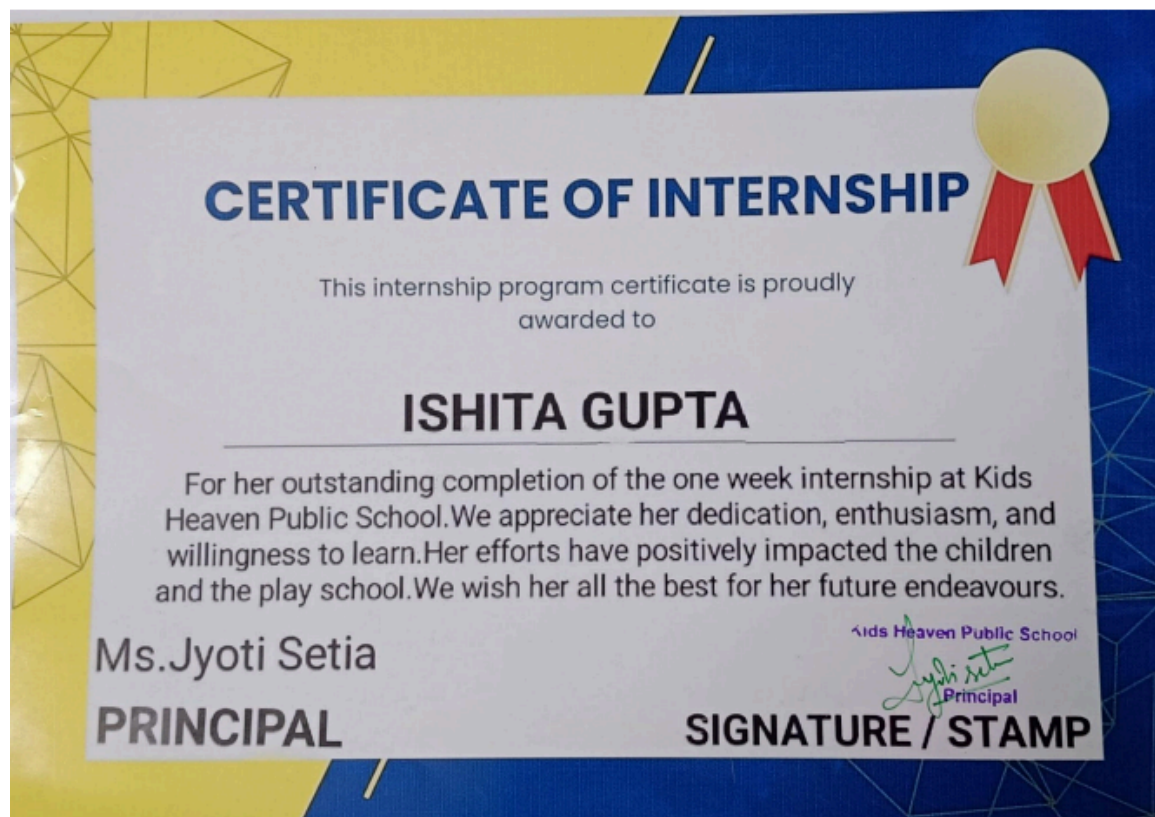 CERTIFICATE OF INTERNSHIP
This internship program certificate is proudly
awarded to
ISHITA GUPTA
For her outstanding completion of the one week internship at Kids
Heaven Public School.We appreciate her dedication, enthusiasm, and
willingness to learn.Her efforts have positively impacted the children
and the play school.We wish her all the best for her future endeavours.
Ms.Jyoti Setia
PRINCIPAL
Kids Heaven Public School
Jyoti Setia
Principal
SIGNATURE / STAMP